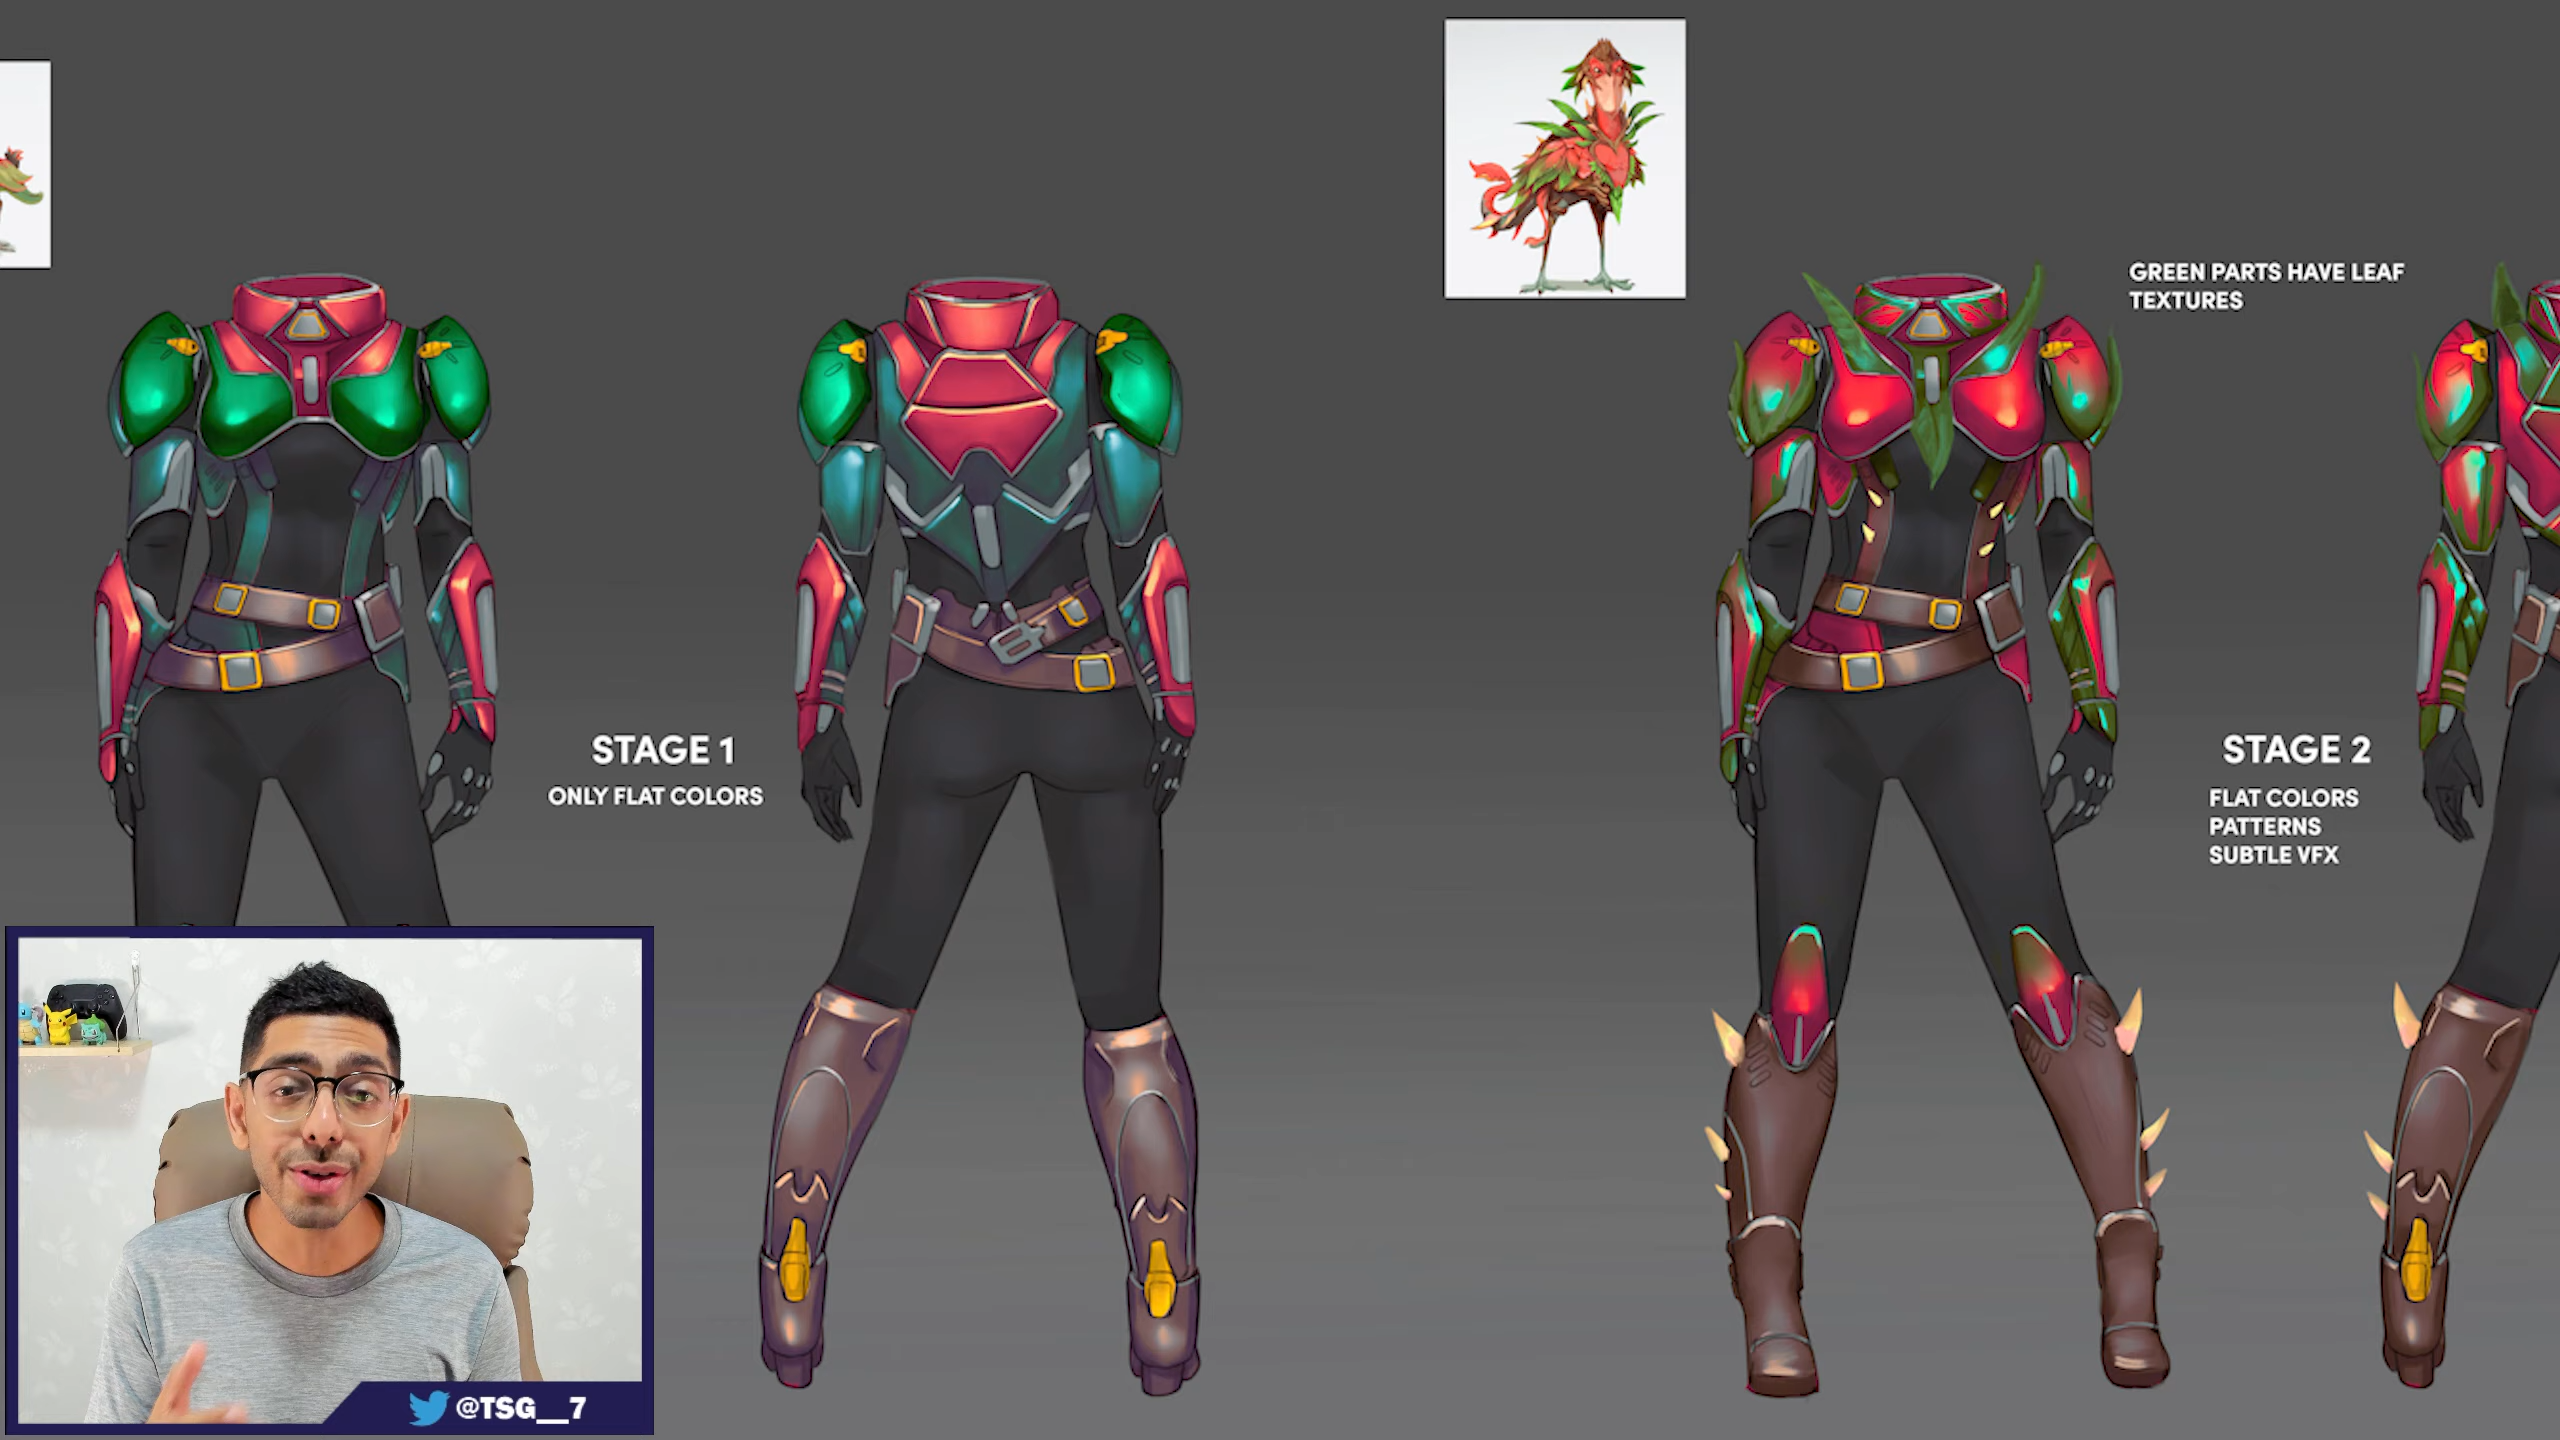 GREEN PARTS HAVE LEAF
TEXTURES
STAGE 1
ONLY FLAT COLORS
STAGE 2
FLAT COLORS
PATTERNS
SUBTLE VFX
@TSG__7